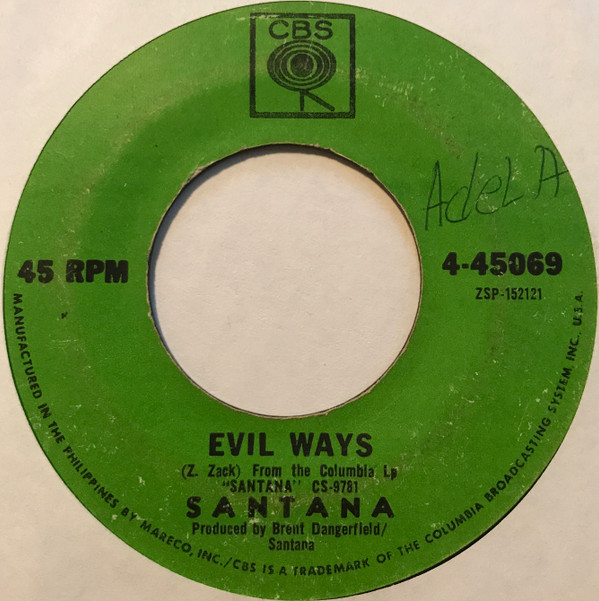 CBS
AdeL A
45 RPM
4-45069
ZSP-152121
EVIL WAYS
(Z. Zack) From the Columbia Lp
"SANTANA" CS-9781
SANTANA
Produced by Brent Dangerfield/
Santana
MANUFACTURED IN THE PHILIPPINES BY MARECO, INC./CBS IS A TRADEMARK OF THE COLUMBIA BROADCASTING SYSTEM, INC., U.S.A.